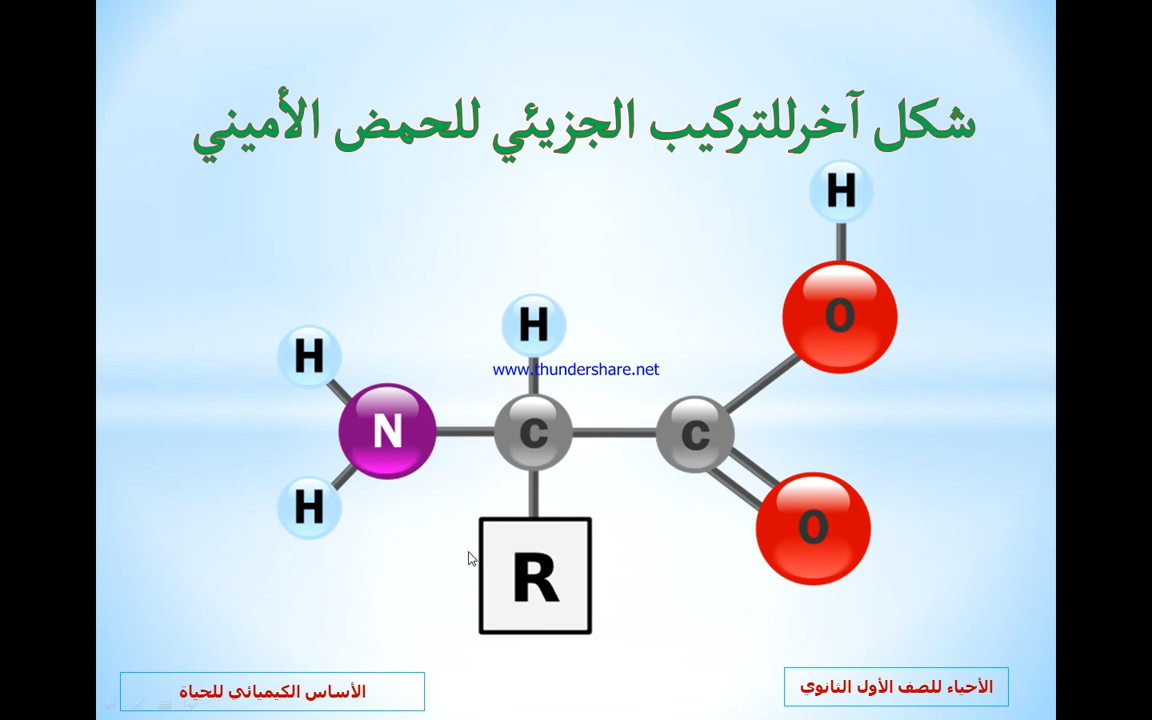 شكل آخرللتركيب الجزيئي للحمض الأميني
H
H
H
O
www.thundershare.net
N
C
C
H
O
R
الأحياء للصف الأول الثانوي
الأساس الكيميائي للحياة